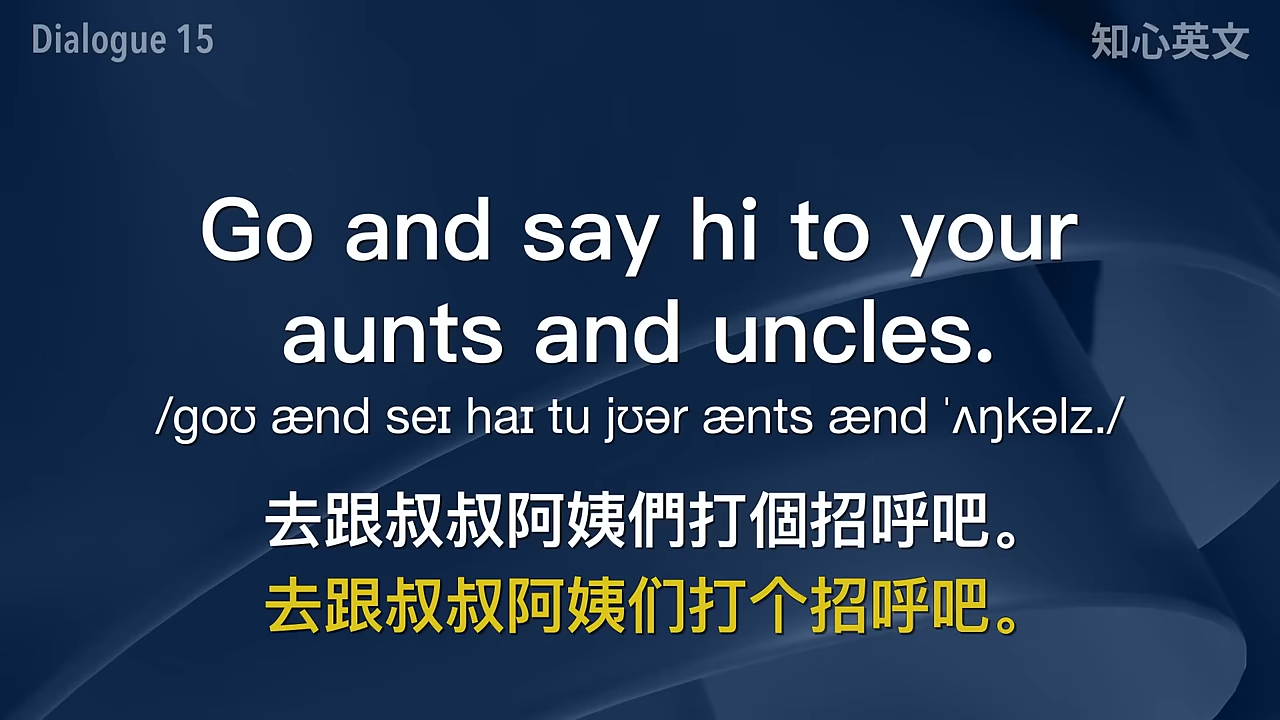 Dialogue 15
知心英文
Go and say hi to your
aunts and uncles.
/goʊ ænd seɪ haɪ tu jʊər ænts ænd ˈʌŋkəlz./
去跟叔叔阿姨們打個招呼吧。
去跟叔叔阿姨们打个招呼吧。